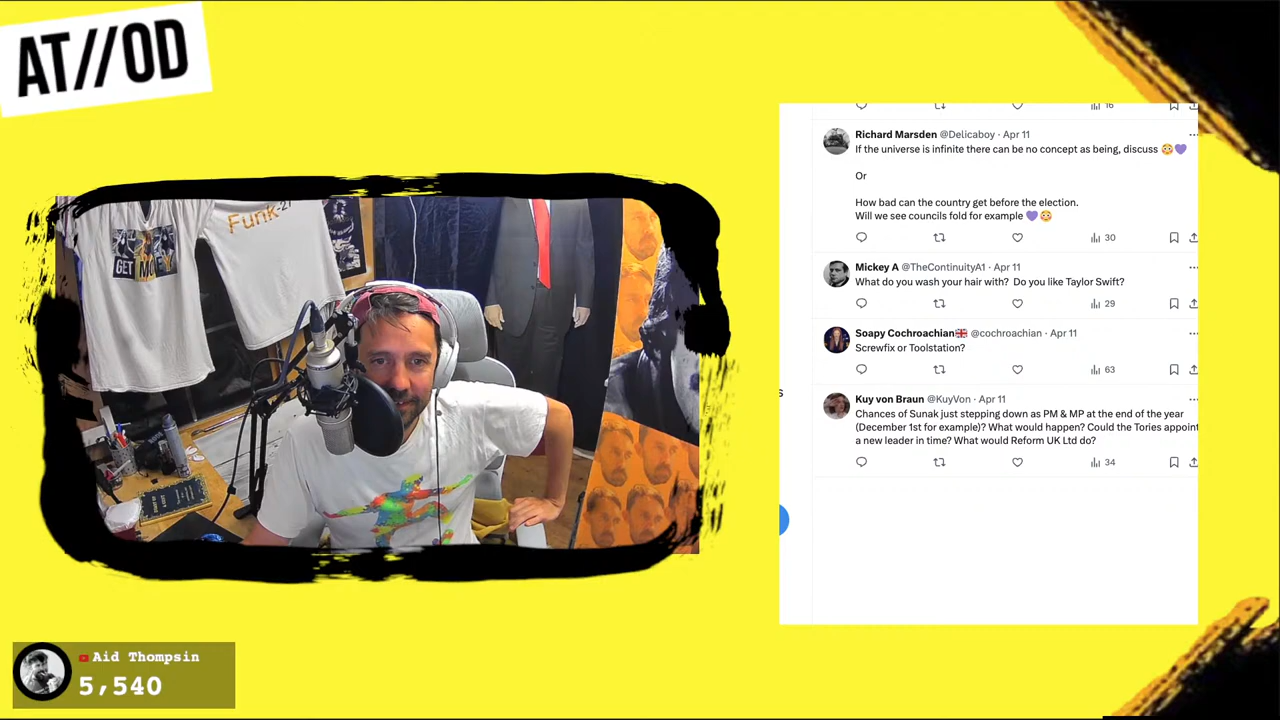 AT//OD
16
Richard Marsden @Delicaboy · Apr 11
If the universe is infinite there can be no concept as being, discuss 😳💜
Or
How bad can the country get before the election.
Will we see councils fold for example 💜😳
30
Mickey A @TheContinuityA1 · Apr 11
What do you wash your hair with? Do you like Taylor Swift?
29
Soapy Cochroachian🇬🇧 @cochroachian · Apr 11
Screwfix or Toolstation?
63
Kuy von Braun @KuyVon · Apr 11
Chances of Sunak just stepping down as PM & MP at the end of the year
(December 1st for example)? What would happen? Could the Tories appoint
a new leader in time? What would Reform UK Ltd do?
34
s
Funk-27
GET MO
Aid Thompsin
5,540